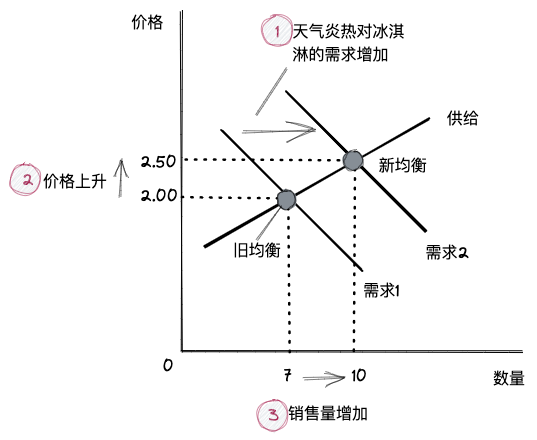 价格
1 天气炎热对冰淇
淋的需求增加
供给
2.50
新均衡
2 价格上升
2.00
旧均衡
需求2
需求1
0
7
10
数量
3 销售量增加